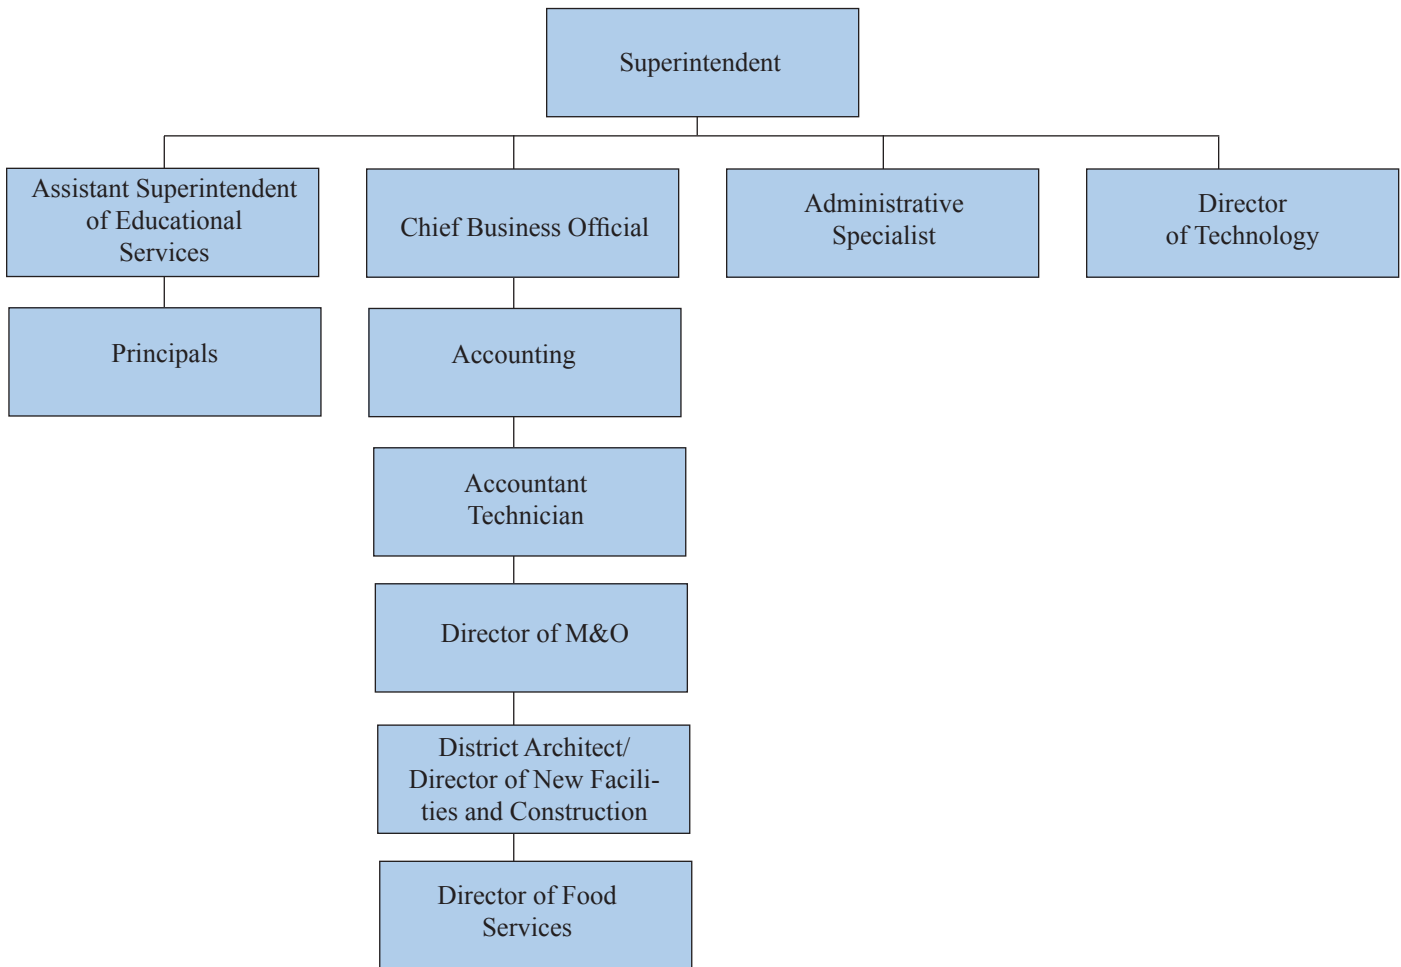 Superintendent
Assistant Superintendent
of Educational
Services
Chief Business Official
Administrative
Specialist
Director
of Technology
Principals
Accounting
Accountant
Technician
Director of M&O
District Architect/
Director of New Facili-
ties and Construction
Director of Food
Services